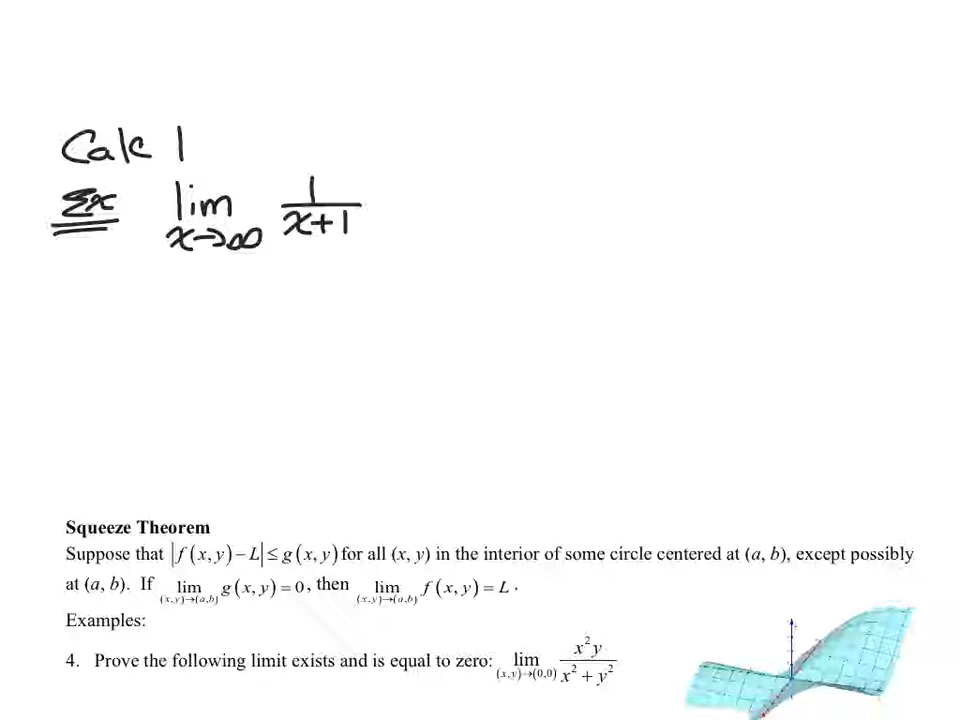 Calc 1
Ex lim x→∞ 1/(x+1)
Squeeze Theorem
Suppose that |f(x, y) − L| ≤ g(x, y) for all (x, y) in the interior of some circle centered at (a, b), except possibly
at (a, b). If lim (x,y)→(a,b) g(x, y) = 0, then lim (x,y)→(a,b) f(x, y) = L.
Examples:
4. Prove the following limit exists and is equal to zero: lim (x,y)→(0,0) x²y/(x² + y²)